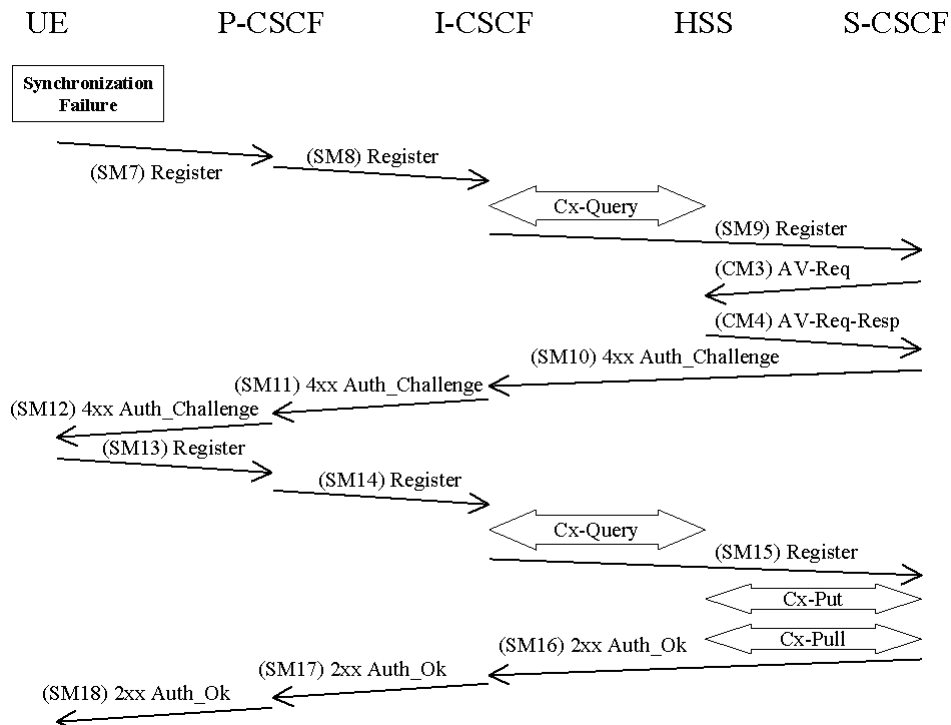 UE P-CSCF I-CSCF HSS S-CSCF
Synchronization
Failure
(SM7) Register
(SM8) Register
Cx-Query
(SM9) Register
(CM3) AV-Req
(CM4) AV-Req-Resp
(SM10) 4xx Auth_Challenge
(SM11) 4xx Auth_Challenge
(SM12) 4xx Auth_Challenge
(SM13) Register
(SM14) Register
Cx-Query
(SM15) Register
Cx-Put
Cx-Pull
(SM16) 2xx Auth_Ok
(SM17) 2xx Auth_Ok
(SM18) 2xx Auth_Ok